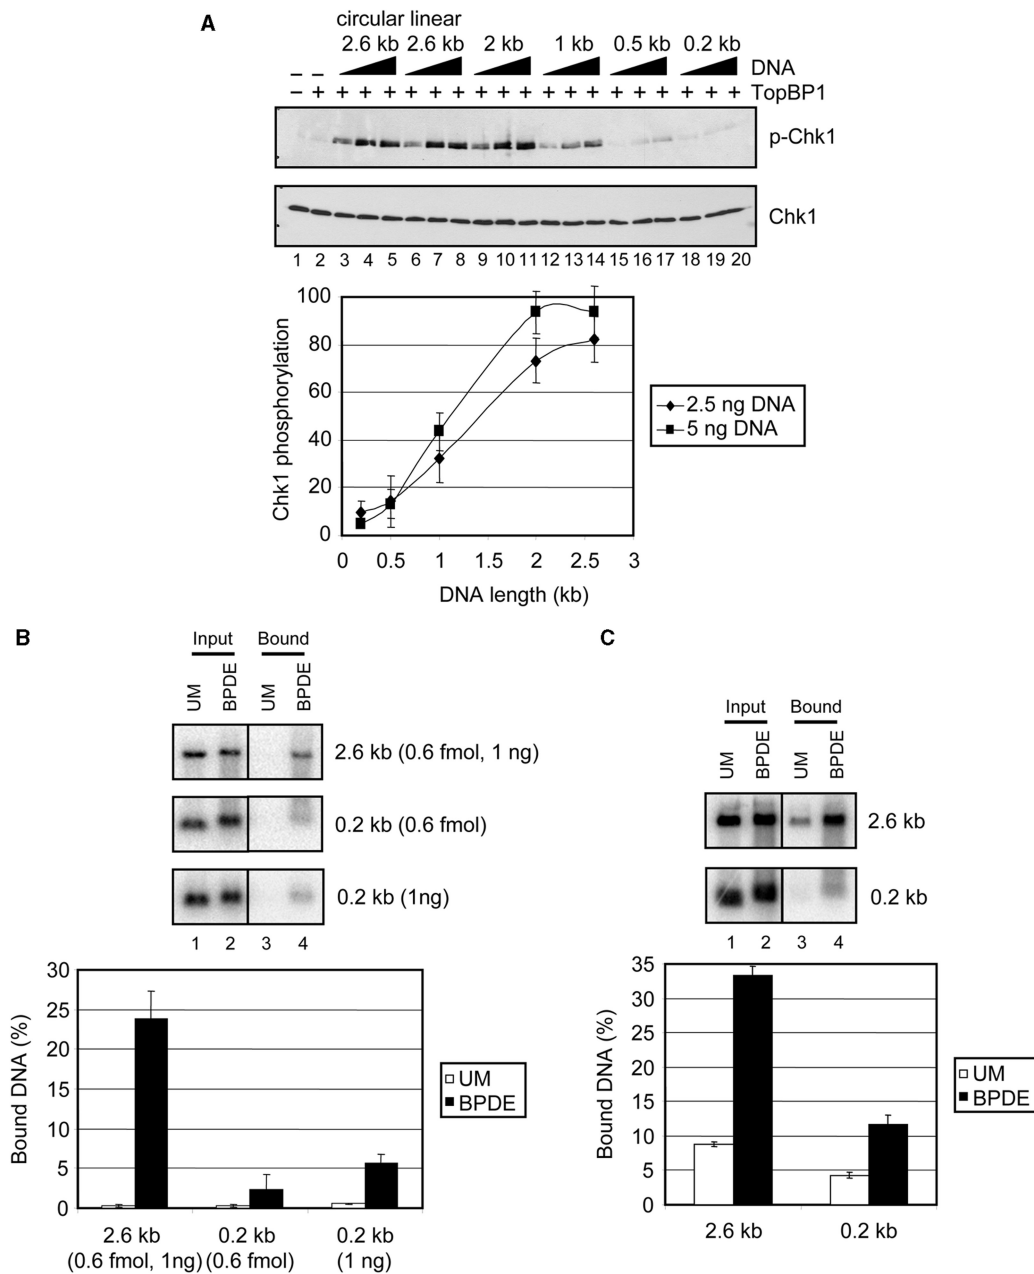 A
circular linear
2.6 kb 2.6 kb 2 kb 1 kb 0.5 kb 0.2 kb
– – DNA
– + + + + + + + + + + + + + + + + + + + TopBP1
p-Chk1
Chk1
1 2 3 4 5 6 7 8 9 10 11 12 13 14 15 16 17 18 19 20
Chk1 phosphorylation
100
80
60
40
20
0
0 0.5 1 1.5 2 2.5 3
DNA length (kb)
2.5 ng DNA
5 ng DNA
B
Input Bound
UM BPDE UM BPDE
2.6 kb (0.6 fmol, 1 ng)
0.2 kb (0.6 fmol)
0.2 kb (1ng)
1 2 3 4
Bound DNA (%)
30
25
20
15
10
5
0
2.6 kb 0.2 kb 0.2 kb
(0.6 fmol, 1ng) (0.6 fmol) (1 ng)
UM
BPDE
C
Input Bound
UM BPDE UM BPDE
2.6 kb
0.2 kb
1 2 3 4
Bound DNA (%)
35
30
25
20
15
10
5
0
2.6 kb 0.2 kb
UM
BPDE